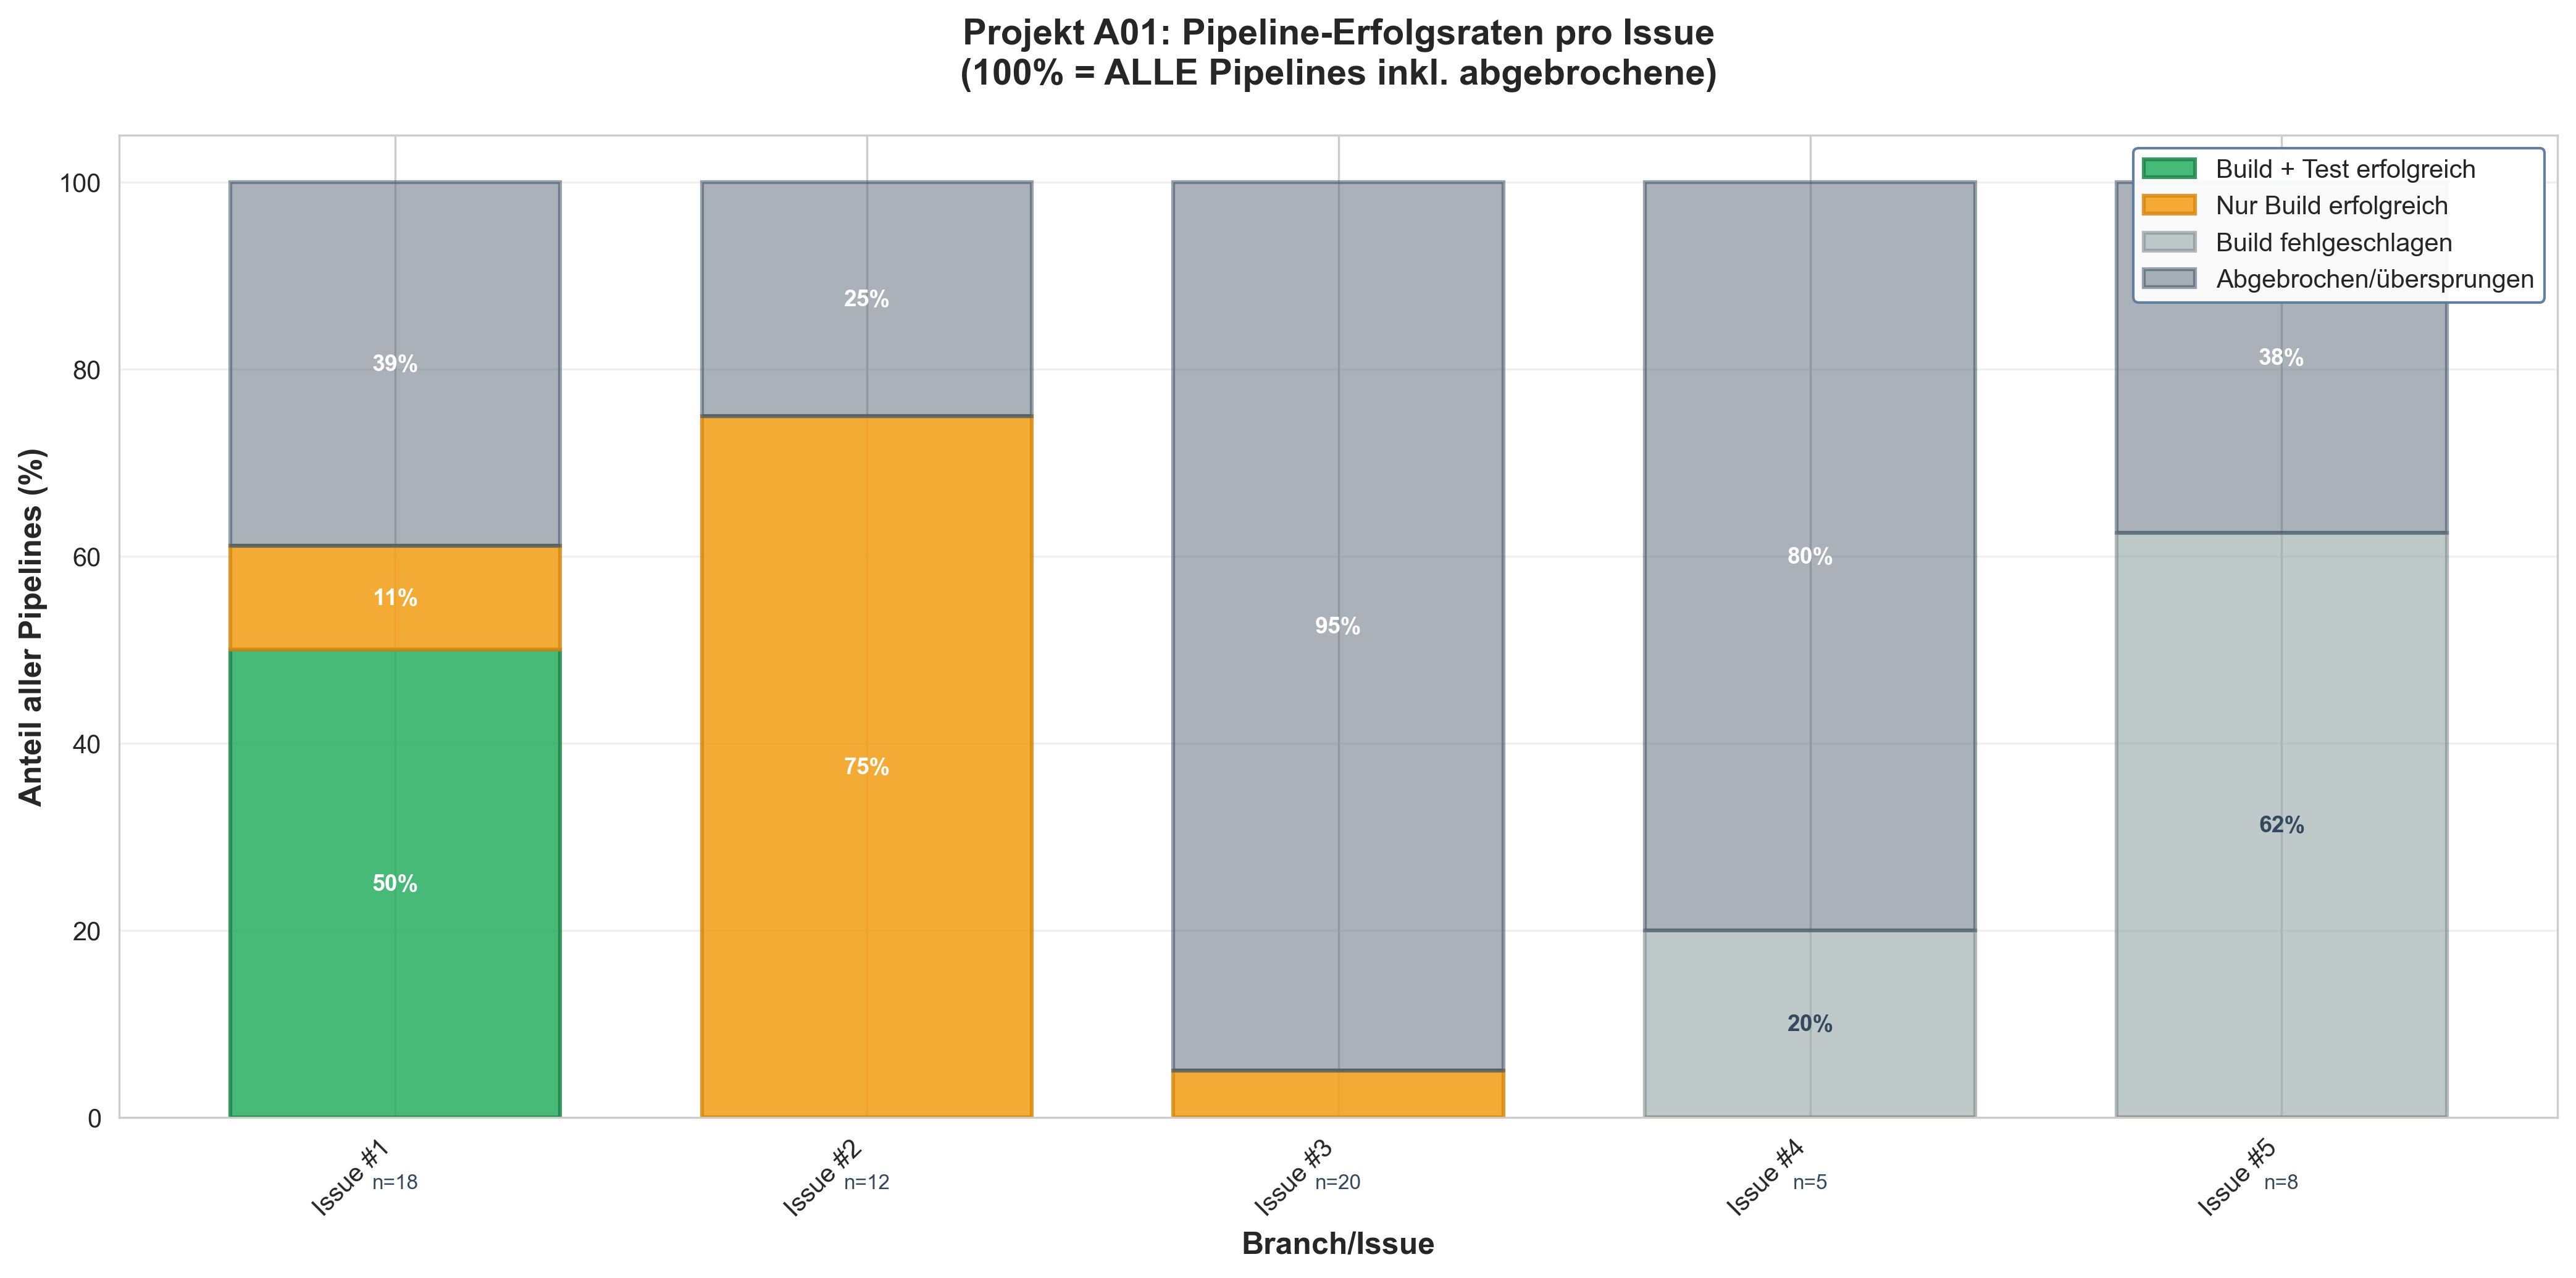 Projekt A01: Pipeline-Erfolgsraten pro Issue
(100% = ALLE Pipelines inkl. abgebrochene)
Build + Test erfolgreich
Nur Build erfolgreich
Build fehlgeschlagen
Abgebrochen/übersprungen
Anteil aller Pipelines (%)
100
80
60
40
20
0
39%
11%
50%
25%
75%
95%
80%
20%
38%
62%
Issue #1
n=18
Issue #2
n=12
Issue #3
n=20
Issue #4
n=5
Issue #5
n=8
Branch/Issue